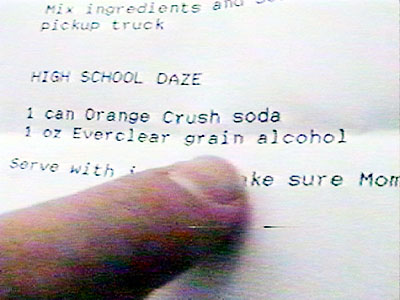 Mix ingredients and
pickup truck
HIGH SCHOOL DAZE
1 can Orange Crush soda
1 oz Everclear grain alcohol
Serve with sure Mom